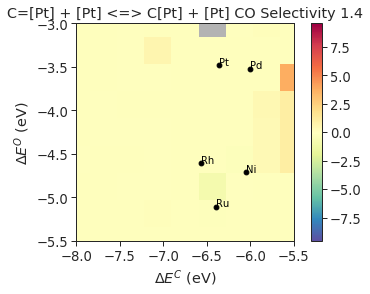 C=[Pt] + [Pt] <=> C[Pt] + [Pt] CO Selectivity 1.4
−3.0
−3.5
−4.0
−4.5
−5.0
−5.5
ΔE^O (eV)
Pt
Pd
Rh
Ni
Ru
−8.0 −7.5 −7.0 −6.5 −6.0 −5.5
ΔE^C (eV)
7.5
5.0
2.5
0.0
−2.5
−5.0
−7.5